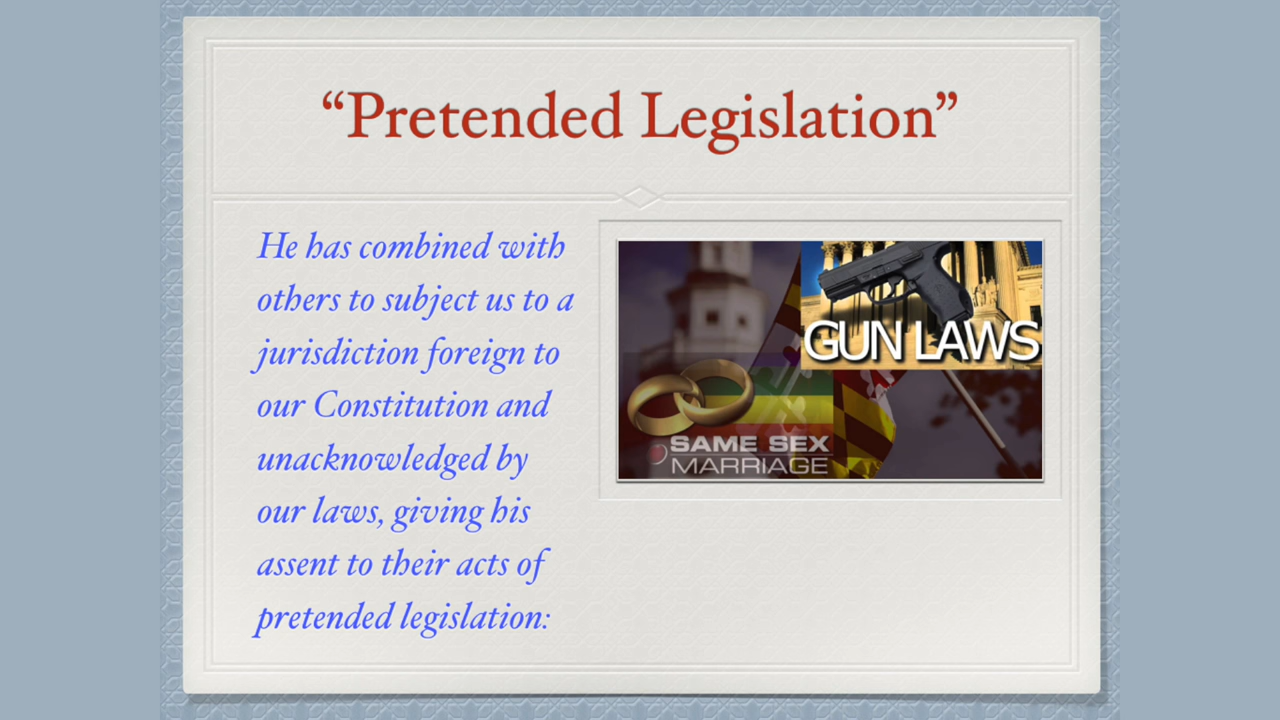 “Pretended Legislation”
He has combined with
others to subject us to a
jurisdiction foreign to
our Constitution and
unacknowledged by
our laws, giving his
assent to their acts of
pretended legislation:
GUN LAWS
SAME SEX
MARRIAGE